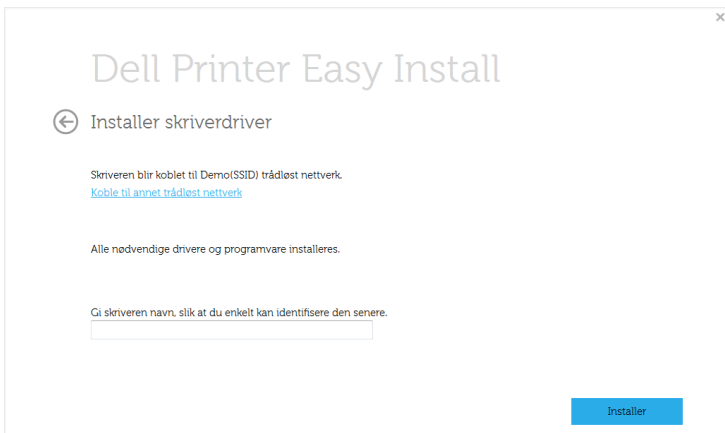 Dell Printer Easy Install
Installer skriverdriver
Skriveren blir koblet til Demo(SSID) trådløst nettverk.
Koble til annet trådløst nettverk
Alle nødvendige drivere og programvare installeres.
Gi skriveren navn, slik at du enkelt kan identifisere den senere.
Installer